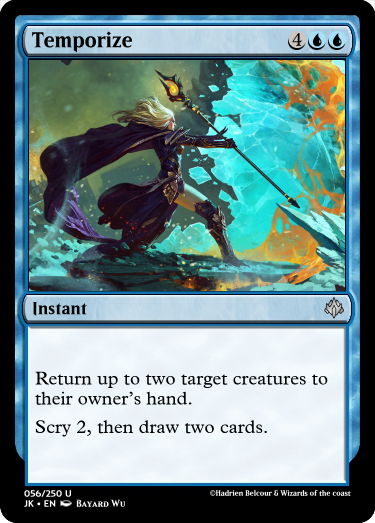 Temporize 4
Instant
Return up to two target creatures to
their owner's hand.
Scry 2, then draw two cards.
056/250 U
©Hadrien Belcour & Wizards of the coast
JK • EN Bayard Wu